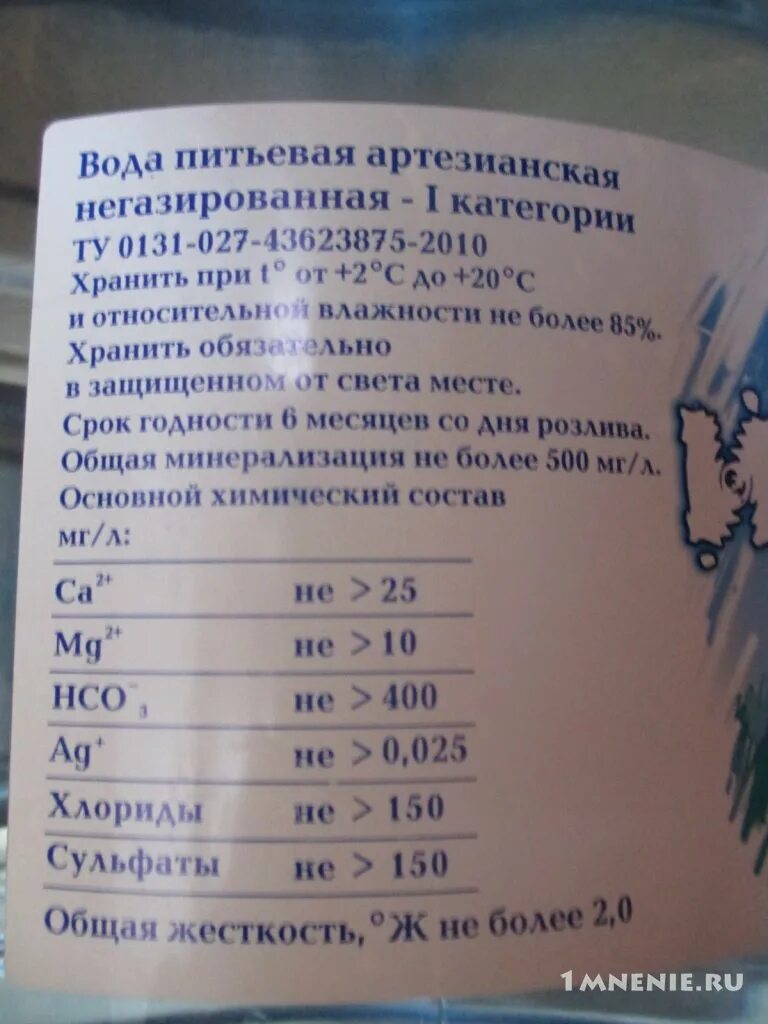 Вода питьевая артезианская
негазированная - I категории
ТУ 0131-027-43623875-2010
Хранить при t° от +2°C до +20°C
и относительной влажности не более 85%.
Хранить обязательно
в защищенном от света месте.
Срок годности 6 месяцев со дня розлива.
Общая минерализация не более 500 мг/л.
Основной химический состав
мг/л:
Ca²⁺ не > 25
Mg²⁺ не > 10
HCO⁻₃ не > 400
Ag⁺ не > 0,025
Хлориды не > 150
Сульфаты не > 150
Общая жесткость, °Ж не более 2,0
1MNENIE.RU